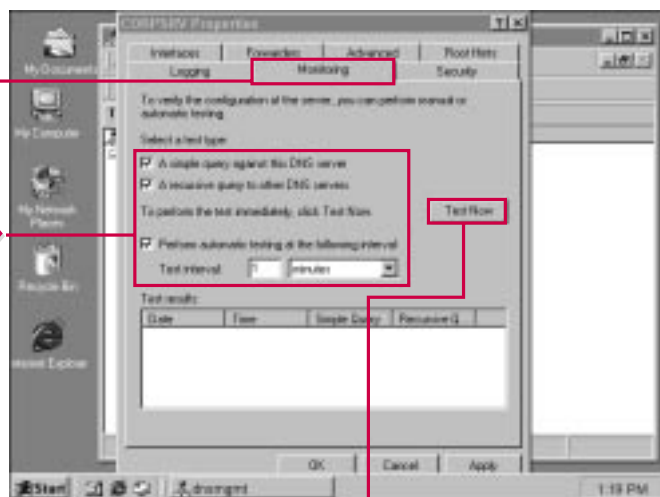 CORPSRV Properties
My Documents
My Computer
My Network Places
Recycle Bin
Internet Explorer
Interfaces Forwarders Advanced Root Hints
Logging Monitoring Security
To verify the configuration of the server, you can perform manual or
automatic testing.
Select a test type:
A simple query against this DNS server
A recursive query to other DNS servers
To perform the test immediately, click Test Now.
Test Now
Perform automatic testing at the following interval:
Test interval: 1 minutes
Test results:
Date Time Simple Query Recursive Q...
OK Cancel Apply
Start dnsmgmt 1:19 PM